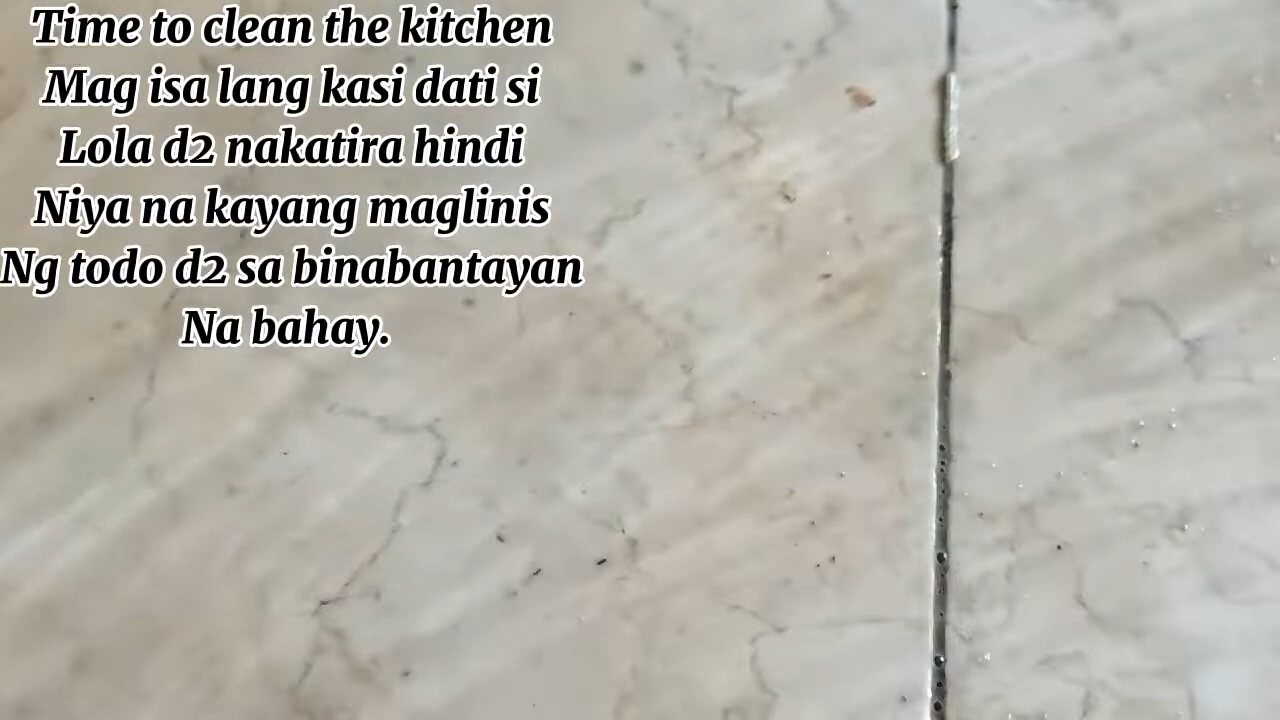 Time to clean the kitchen
Mag isa lang kasi dati si
Lola d2 nakatira hindi
Niya na kayang maglinis
Ng todo d2 sa binabantayan
Na bahay.